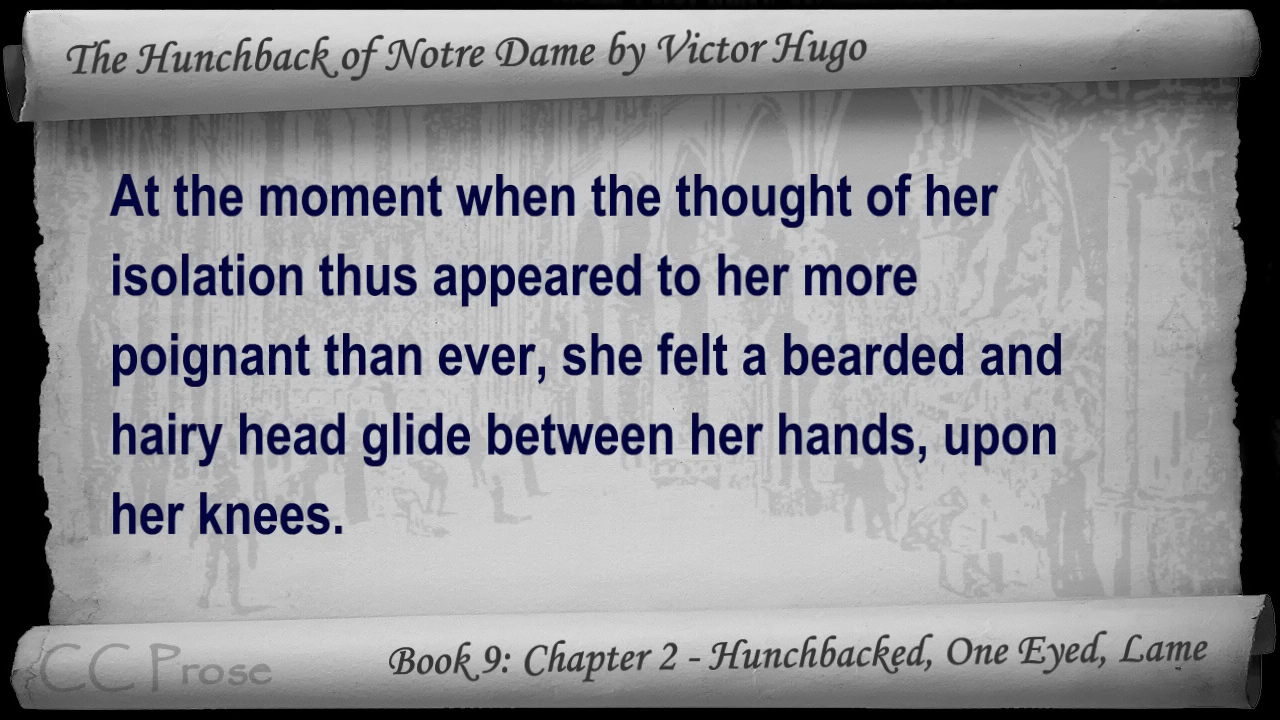 The Hunchback of Notre Dame by Victor Hugo
At the moment when the thought of her
isolation thus appeared to her more
poignant than ever, she felt a bearded and
hairy head glide between her hands, upon
her knees.
CC Prose
Book 9: Chapter 2 - Hunchbacked, One Eyed, Lame